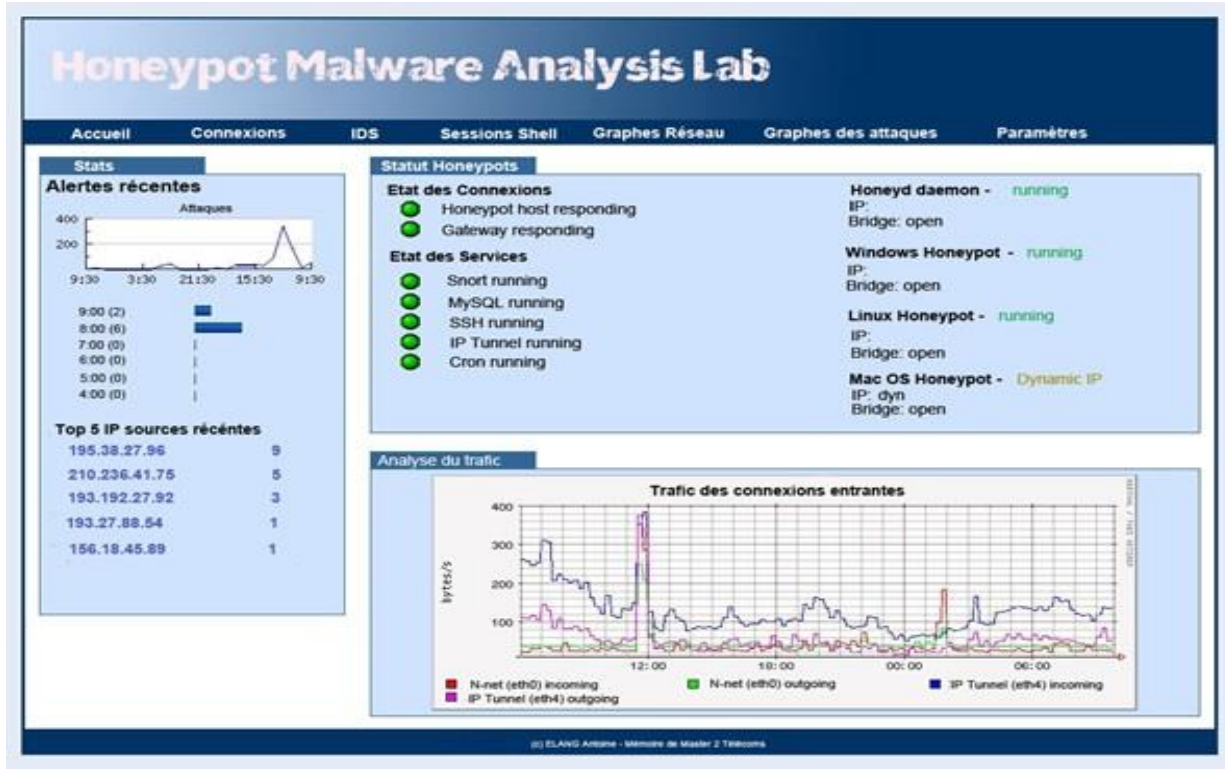 Honeypot Malware Analysis Lab
Accueil Connexions IDS Sessions Shell Graphes Réseau Graphes des attaques Paramètres
Stats
Alertes récentes
Attaques
400
200
9:30 3:30 21:30 15:30 9:30
9:00 (2)
8:00 (6)
7:00 (0)
6:00 (0)
5:00 (0)
4:00 (0)
Top 5 IP sources récéntes
195.38.27.96 9
210.236.41.75 5
193.192.27.92 3
193.27.88.54 1
156.18.45.89 1
Statut Honeypots
Etat des Connexions
Honeypot host responding
Gateway responding
Etat des Services
Snort running
MySQL running
SSH running
IP Tunnel running
Cron running
Honeyd daemon - running
IP:
Bridge: open
Windows Honeypot - running
IP:
Bridge: open
Linux Honeypot - running
IP:
Bridge: open
Mac OS Honeypot - Dynamic IP
IP: dyn
Bridge: open
Analyse du trafic
Trafic des connexions entrantes
400
300
200
100
bytes/s
12:00 18:00 00:00 06:00
N-net (eth0) incoming N-net (eth0) outgoing IP Tunnel (eth4) incoming
IP Tunnel (eth4) outgoing
(c) ELANG Antoine - Mémoire de Master 2 Télécoms